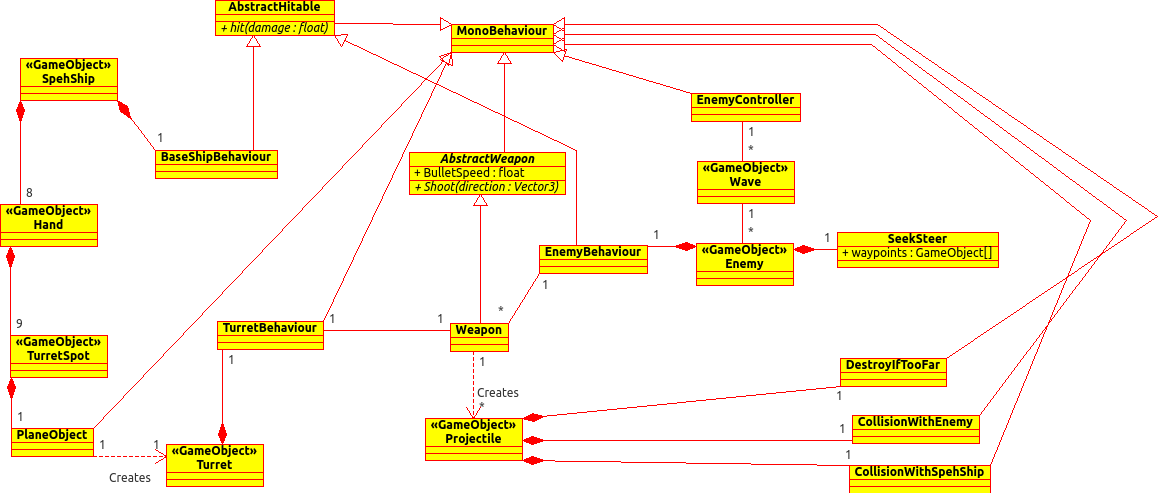 AbstractHitable
+ hit(damage : float)
MonoBehaviour
«GameObject»
SpehShip
EnemyController
1
*
1
BaseShipBehaviour
AbstractWeapon
+ BulletSpeed : float
+ Shoot(direction : Vector3)
«GameObject»
Wave
8
«GameObject»
Hand
1
*
EnemyBehaviour
1
«GameObject»
Enemy
1
SeekSteer
+ waypoints : GameObject[]
1
*
9
«GameObject»
TurretSpot
TurretBehaviour
1
1
Weapon
1
1
DestroyIfTooFar
1
Creates
*
1
PlaneObject
1
1
Creates
«GameObject»
Turret
«GameObject»
Projectile
1
CollisionWithEnemy
1
CollisionWithSpehShip